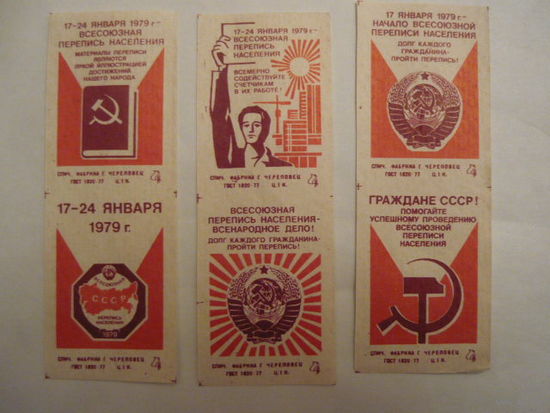 17-24 ЯНВАРЯ 1979 г.-
ВСЕСОЮЗНАЯ
ПЕРЕПИСЬ НАСЕЛЕНИЯ
МАТЕРИАЛЫ ПЕРЕПИСИ
ЯВЛЯЮТСЯ
ЯРКОЙ ИЛЛЮСТРАЦИЕЙ
ДОСТИЖЕНИЙ
НАШЕГО НАРОДА
СПИЧ. ФАБРИКА Г. ЧЕРЕПОВЕЦ
ГОСТ 1820-77 Ц. 1 К.
17-24 ЯНВАРЯ
1979 г.
ВСЕСОЮЗНАЯ
СССР
ПЕРЕПИСЬ
НАСЕЛЕНИЯ
1979
СПИЧ. ФАБРИКА Г. ЧЕРЕПОВЕЦ
ГОСТ 1820-77 Ц. 1 К.
17-24 ЯНВАРЯ 1979 г.-
ВСЕСОЮЗНАЯ
ПЕРЕПИСЬ
НАСЕЛЕНИЯ
ВСЕМЕРНО
СОДЕЙСТВУЙТЕ
СЧЕТЧИКАМ
В ИХ РАБОТЕ!
СПИЧ. ФАБРИКА Г. ЧЕРЕПОВЕЦ
ГОСТ 1820-77 Ц. 1 К.
ВСЕСОЮЗНАЯ
ПЕРЕПИСЬ НАСЕЛЕНИЯ-
ВСЕНАРОДНОЕ ДЕЛО!
ДОЛГ КАЖДОГО ГРАЖДАНИНА-
ПРОЙТИ ПЕРЕПИСЬ!
СПИЧ. ФАБРИКА Г. ЧЕРЕПОВЕЦ
ГОСТ 1820-77 Ц. 1 К.
17 ЯНВАРЯ 1979 г.-
НАЧАЛО ВСЕСОЮЗНОЙ
ПЕРЕПИСИ НАСЕЛЕНИЯ
ДОЛГ КАЖДОГО
ГРАЖДАНИНА-
ПРОЙТИ ПЕРЕПИСЬ!
СПИЧ. ФАБРИКА Г. ЧЕРЕПОВЕЦ
ГОСТ 1820-77 Ц. 1 К.
ГРАЖДАНЕ СССР!
ПОМОГАЙТЕ
УСПЕШНОМУ ПРОВЕДЕНИЮ
ВСЕСОЮЗНОЙ
ПЕРЕПИСИ
НАСЕЛЕНИЯ
СПИЧ. ФАБРИКА Г. ЧЕРЕПОВЕЦ
ГОСТ 1820-77 Ц. 1 К.